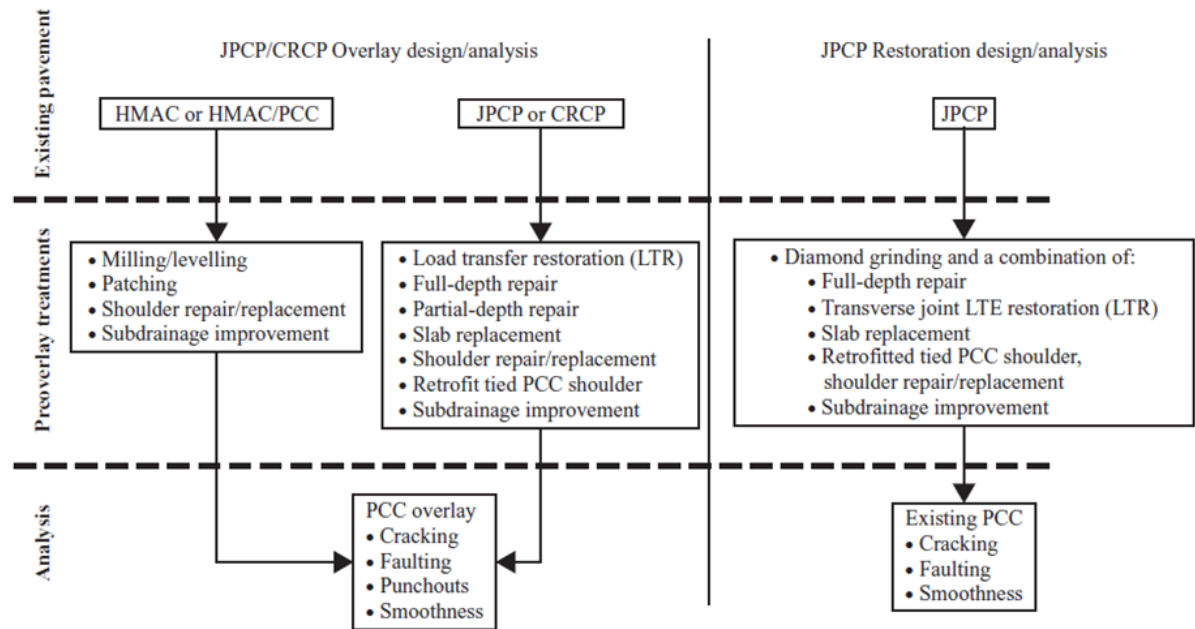 Existing pavement
JPCP/CRCP Overlay design/analysis
JPCP Restoration design/analysis
HMAC or HMAC/PCC
JPCP or CRCP
JPCP
Preoverlay treatments
• Milling/levelling
• Patching
• Shoulder repair/replacement
• Subdrainage improvement
• Load transfer restoration (LTR)
• Full-depth repair
• Partial-depth repair
• Slab replacement
• Shoulder repair/replacement
• Retrofit tied PCC shoulder
• Subdrainage improvement
• Diamond grinding and a combination of:
• Full-depth repair
• Transverse joint LTE restoration (LTR)
• Slab replacement
• Retrofitted tied PCC shoulder,
shoulder repair/replacement
• Subdrainage improvement
Analysis
PCC overlay
• Cracking
• Faulting
• Punchouts
• Smoothness
Existing PCC
• Cracking
• Faulting
• Smoothness